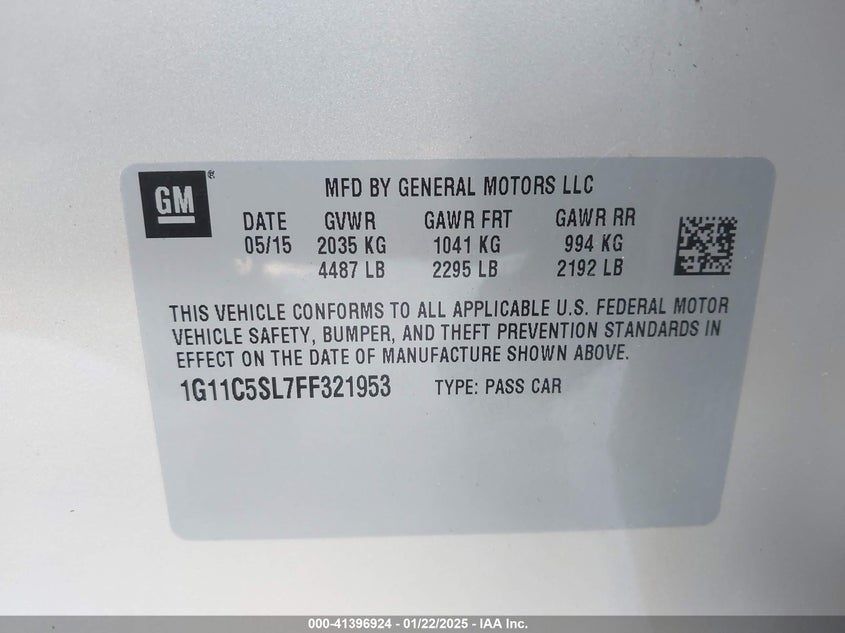 GM ®
MFD BY GENERAL MOTORS LLC
DATE GVWR GAWR FRT GAWR RR
05/15 2035 KG 1041 KG 994 KG
4487 LB 2295 LB 2192 LB
THIS VEHICLE CONFORMS TO ALL APPLICABLE U.S. FEDERAL MOTOR
VEHICLE SAFETY, BUMPER, AND THEFT PREVENTION STANDARDS IN
EFFECT ON THE DATE OF MANUFACTURE SHOWN ABOVE.
1G11C5SL7FF321953 TYPE: PASS CAR
000-41396924 - 01/22/2025 - IAA Inc.